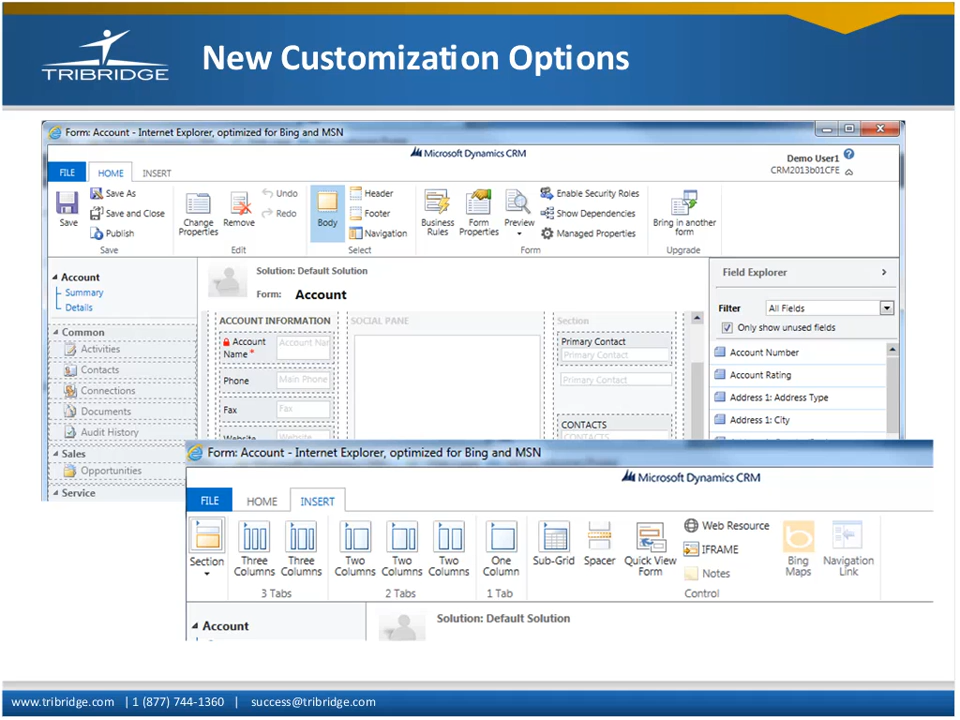 TRIBRIDGE
New Customization Options
Form: Account - Internet Explorer, optimized for Bing and MSN
Microsoft Dynamics CRM
Demo User1
CRM2013b01CFE
FILE HOME INSERT
Save
Save As
Save and Close
Publish
Save
Change Properties
Remove
Undo
Redo
Edit
Body
Header
Footer
Navigation
Select
Business Rules
Form Properties
Preview
Enable Security Roles
Show Dependencies
Managed Properties
Form
Bring in another form
Upgrade
Account
Summary
Details
Common
Activities
Contacts
Connections
Documents
Audit History
Sales
Opportunities
Service
Solution: Default Solution
Form: Account
ACCOUNT INFORMATION
Account Name *
Account Nar
Phone
Main Phone
Fax
Fax
Website
Website
SOCIAL PANE
Section
Primary Contact
Primary Contact
Primary Contact
CONTACTS
CONTACTS
Field Explorer
Filter All Fields
Only show unused fields
Account Number
Account Rating
Address 1: Address Type
Address 1: City
Form: Account - Internet Explorer, optimized for Bing and MSN
Microsoft Dynamics CRM
FILE HOME INSERT
Section
Three Columns
Three Columns
3 Tabs
Two Columns
Two Columns
Two Columns
2 Tabs
One Column
1 Tab
Sub-Grid
Spacer
Quick View Form
Web Resource
IFRAME
Notes
Bing Maps
Navigation Link
Control
Account
Solution: Default Solution
www.tribridge.com | 1 (877) 744-1360 | success@tribridge.com